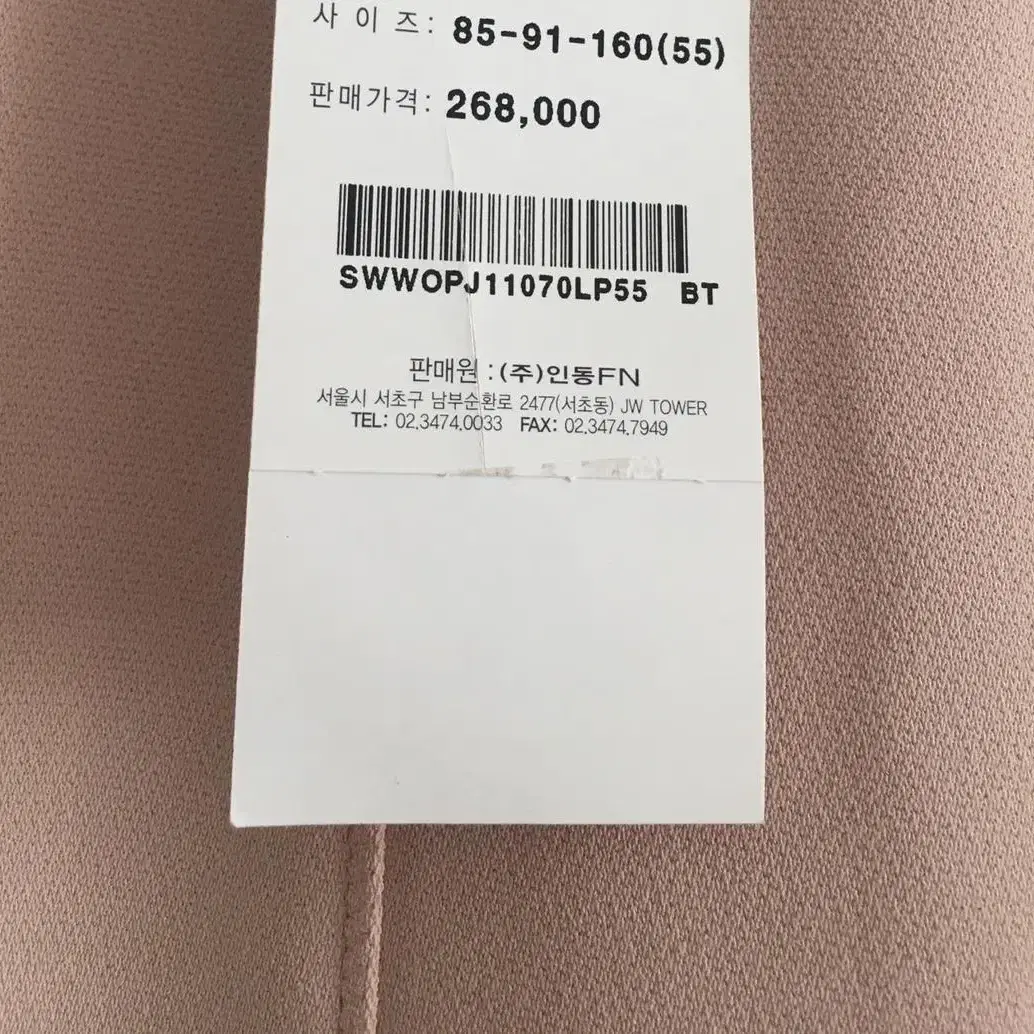 사 이 즈: 85-91-160(55)
판매가격: 268,000
SWWOPJ11070LP55 BT
판매원 : (주)인동FN
서울시 서초구 남부순환로 2477(서초동) JW TOWER
TEL: 02.3474.0033 FAX: 02.3474.7949